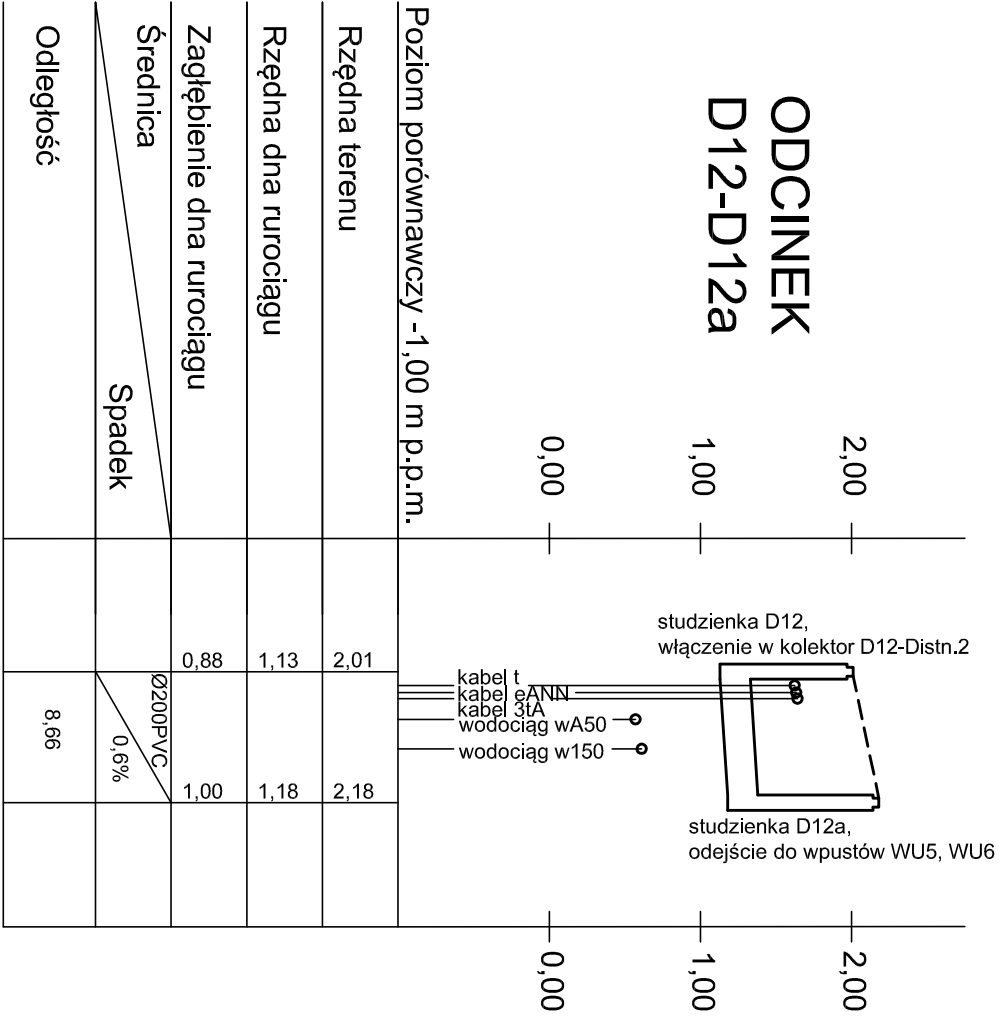 ODCINEK
D12-D12a
2,00
1,00
0,00
studzienka D12,
włączenie w kolektor D12-Distn.2
kabel t
kabel eANN
kabel 3tA
wodociąg wA50
wodociąg w150
studzienka D12a,
odejście do wpustów WU5, WU6
2,00
1,00
0,00
Poziom porównawczy -1,00 m p.p.m.
Rzędna terenu
2,01
2,18
Rzędna dna rurociągu
1,13
1,18
Zagłębienie dna rurociągu
0,88
1,00
Średnica
Spadek
Ø200PVC
0,6%
Odległość
8,66